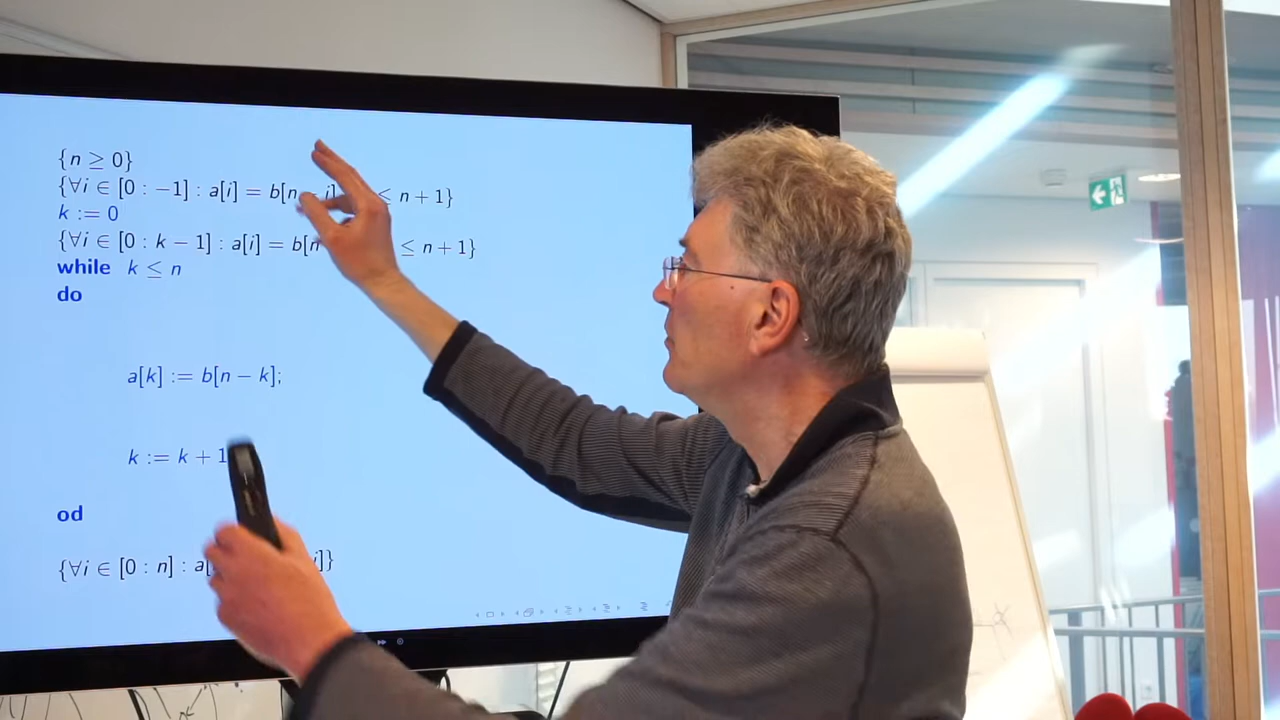 {n ≥ 0}
{∀i ∈ [0 : −1] : a[i] = b[n − i] ≤ n + 1}
k := 0
{∀i ∈ [0 : k − 1] : a[i] = b[n ≤ n + 1}
while k ≤ n
do
a[k] := b[n − k];
k := k + 1
od
{∀i ∈ [0 : n] : a[ i]}